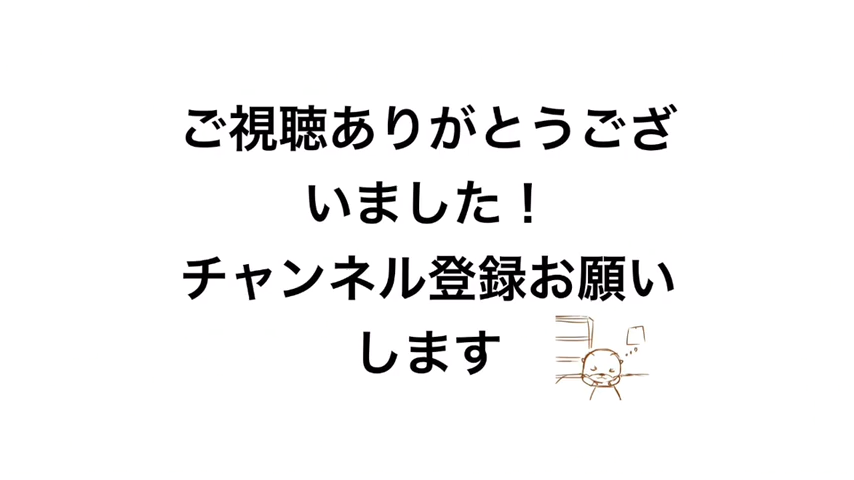 ご視聴ありがとうござ
いました！
チャンネル登録お願い
します